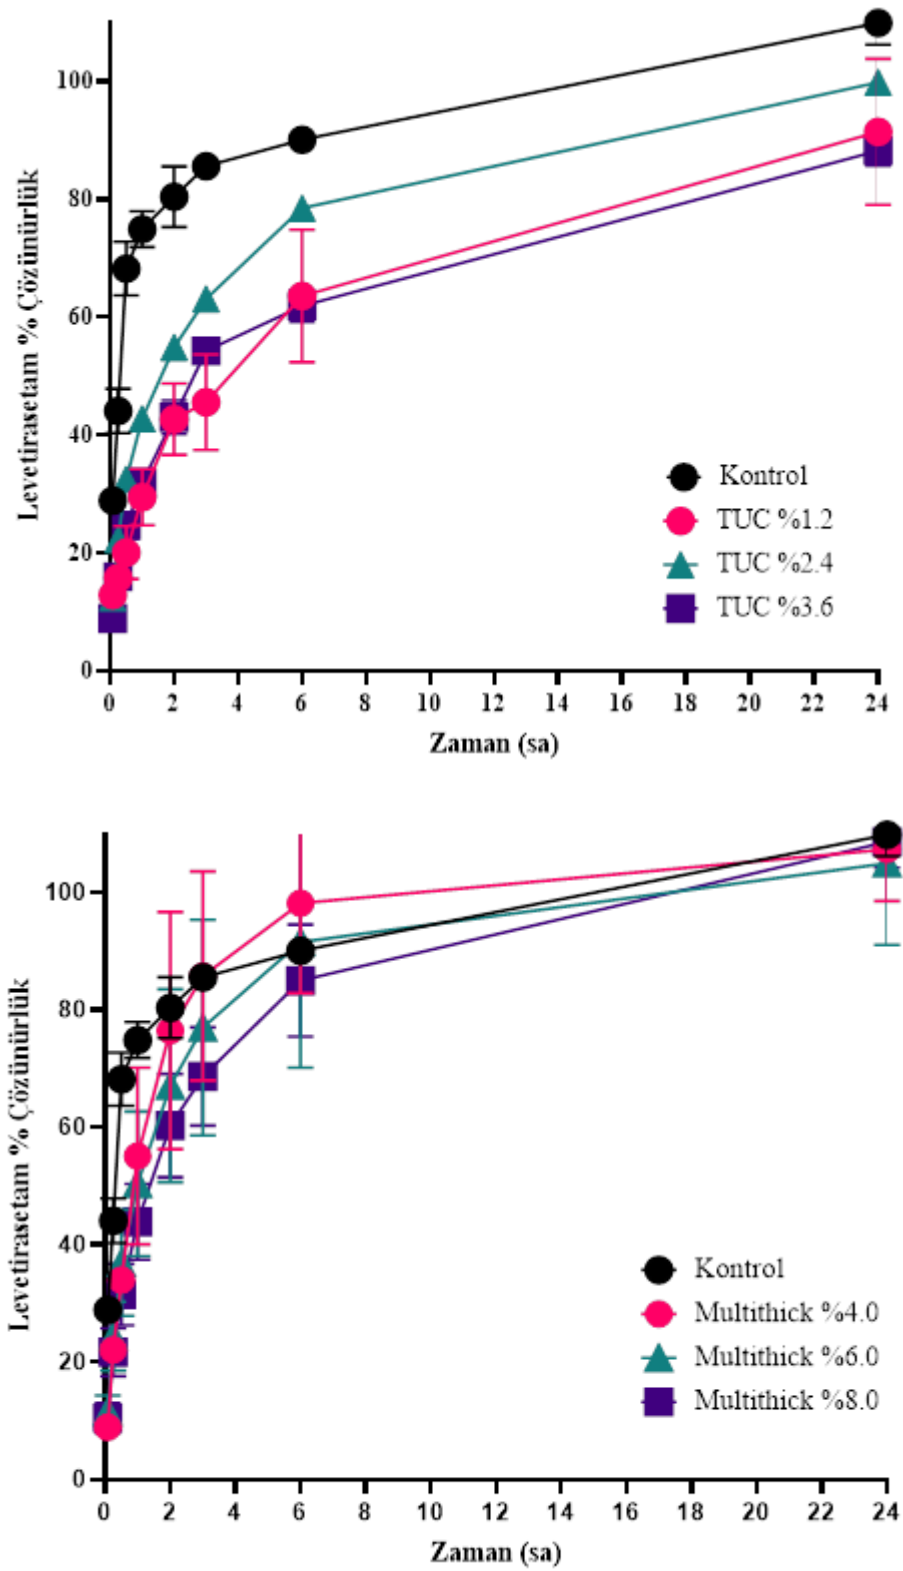 Levetirasetam % Çözünürlük
100
80
60
40
20
0
Kontrol
TUC %1.2
TUC %2.4
TUC %3.6
0 2 4 6 8 10 12 14 16 18 20 22 24
Zaman (sa)
Levetirasetam % Çözünürlük
100
80
60
40
20
0
Kontrol
Multithick %4.0
Multithick %6.0
Multithick %8.0
0 2 4 6 8 10 12 14 16 18 20 22 24
Zaman (sa)